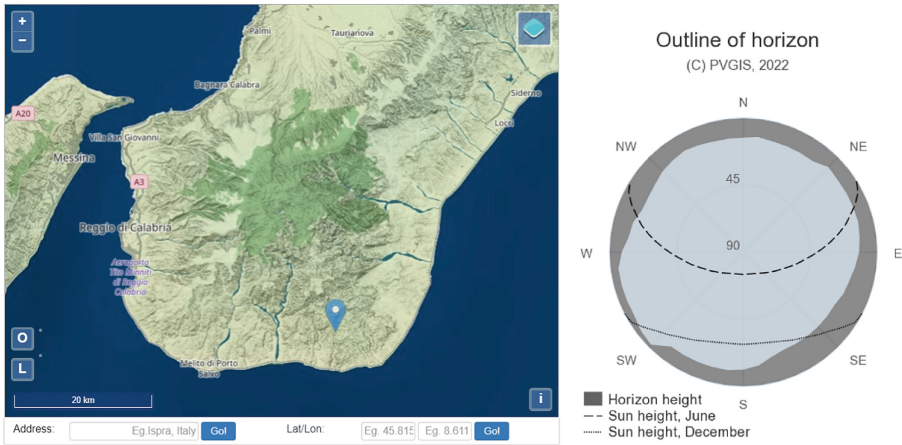 +
−
Palmi
Taurianova
Bagnara Calabra
Siderno
A20
Locri
Villa San Giovanni
Messina
A3
Reggio di Calabria
Aeroporto
Tito Minniti
di Reggio
Calabria
O
Melito di Porto
Salvo
L
20 km
i
Address:
Eg.Ispra, Italy
Go!
Lat/Lon:
Eg. 45.815
Eg. 8.611
Go!
Outline of horizon
(C) PVGIS, 2022
N
NW
NE
45
W
90
E
SW
SE
S
Horizon height
Sun height, June
Sun height, December